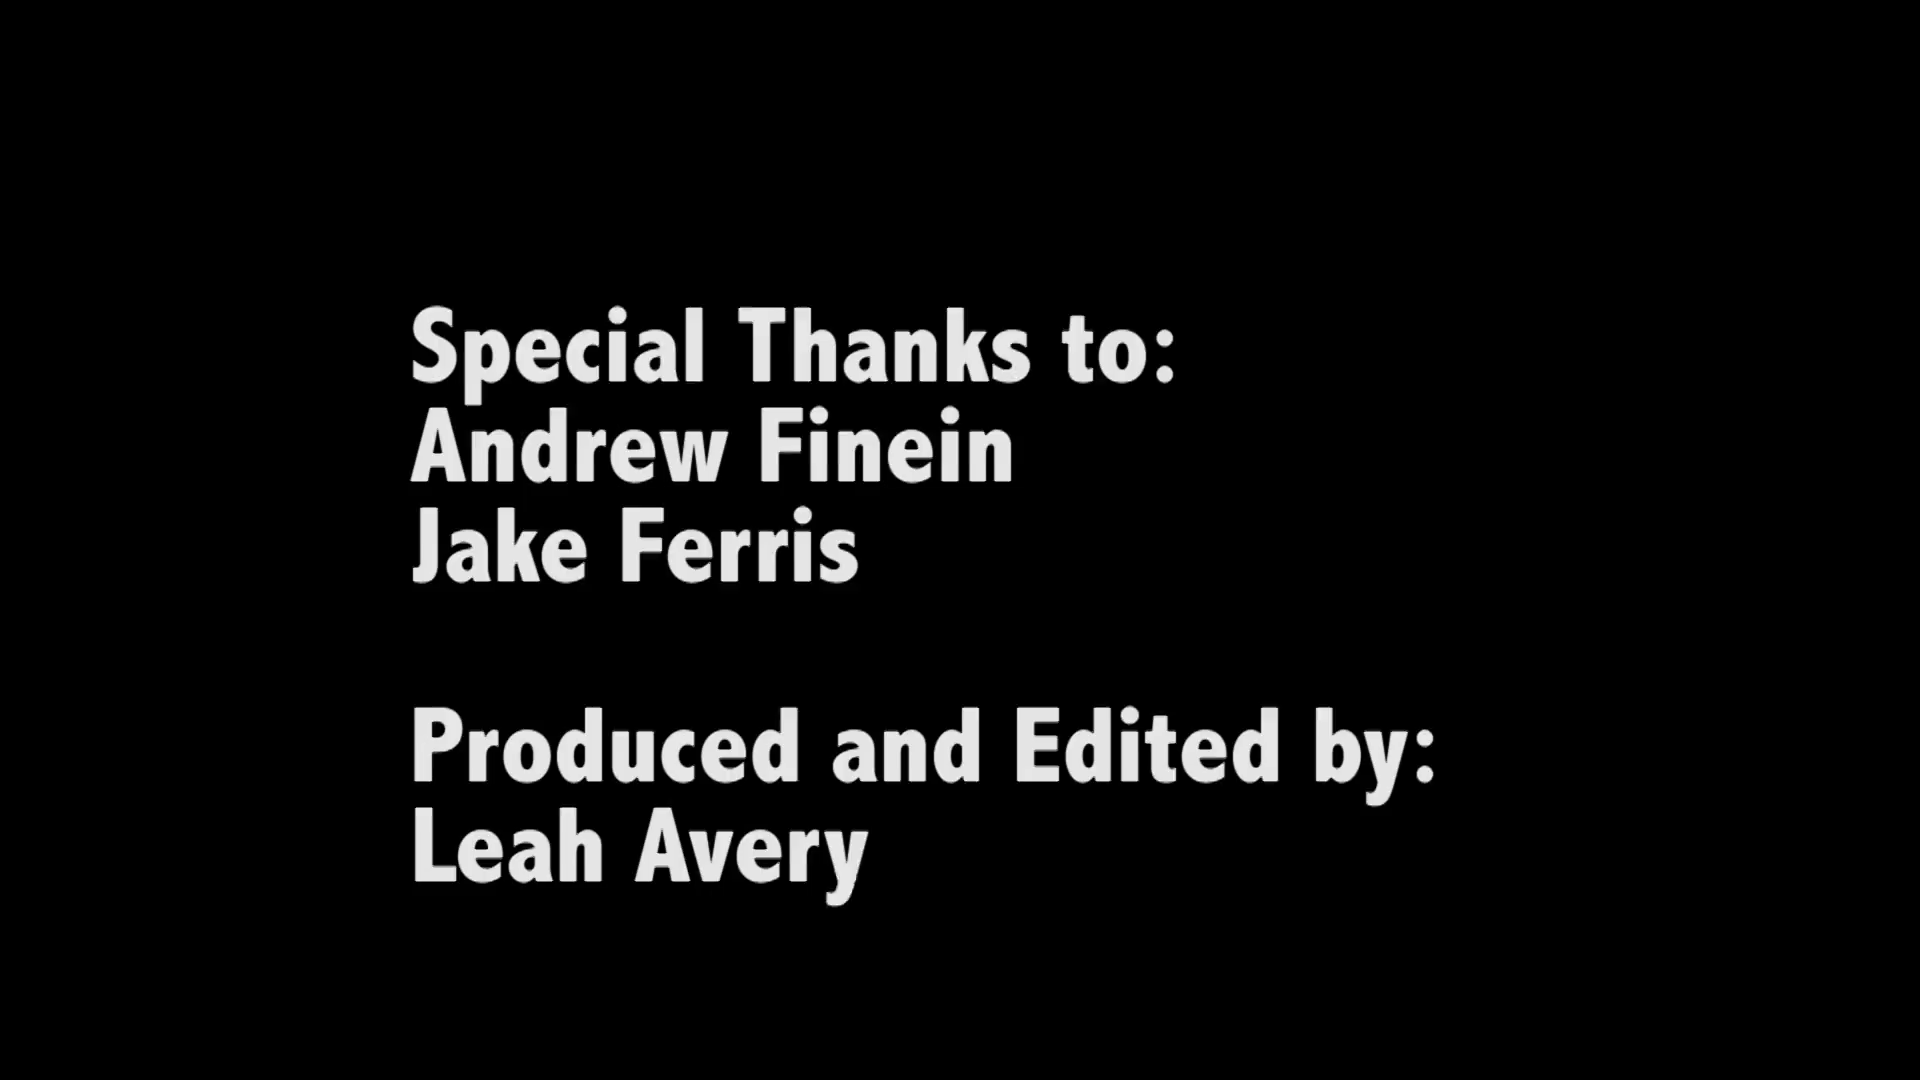 Special Thanks to:
Andrew Finein
Jake Ferris
Produced and Edited by:
Leah Avery